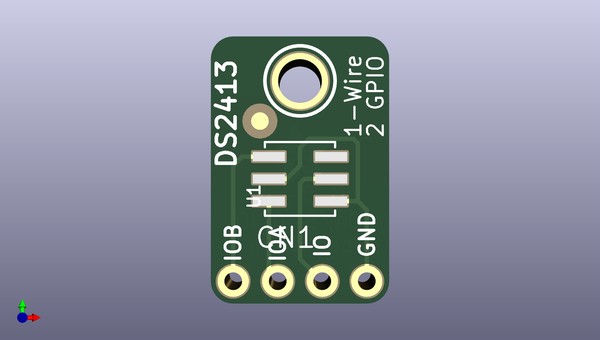 DS2413
1-Wire
2 GPIO
U1
CN1
IOB
IOA
IO
GND